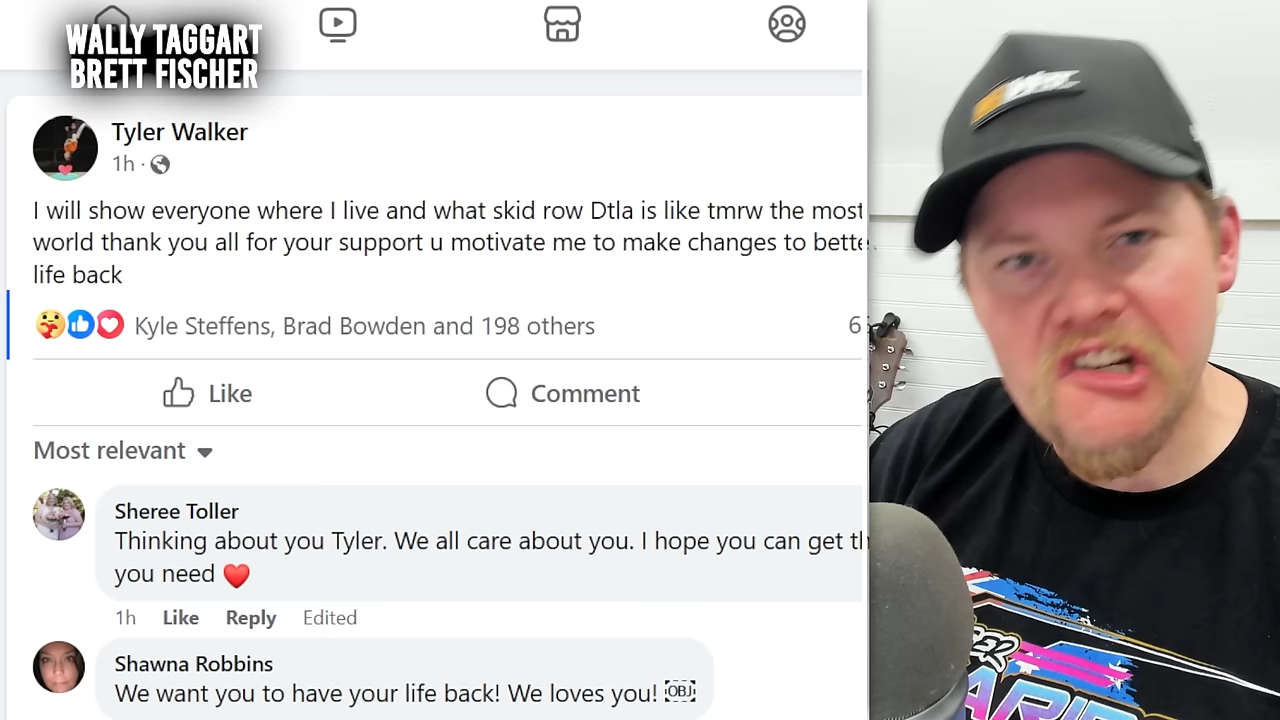 WALLY TAGGART
BRETT FISCHER
Tyler Walker
1h ·
I will show everyone where I live and what skid row Dtla is like tmrw the most
world thank you all for your support u motivate me to make changes to bette
life back
Kyle Steffens, Brad Bowden and 198 others
6
Like
Comment
Most relevant
Sheree Toller
Thinking about you Tyler. We all care about you. I hope you can get th
you need
1h Like Reply Edited
Shawna Robbins
We want you to have your life back! We loves you! OBJ